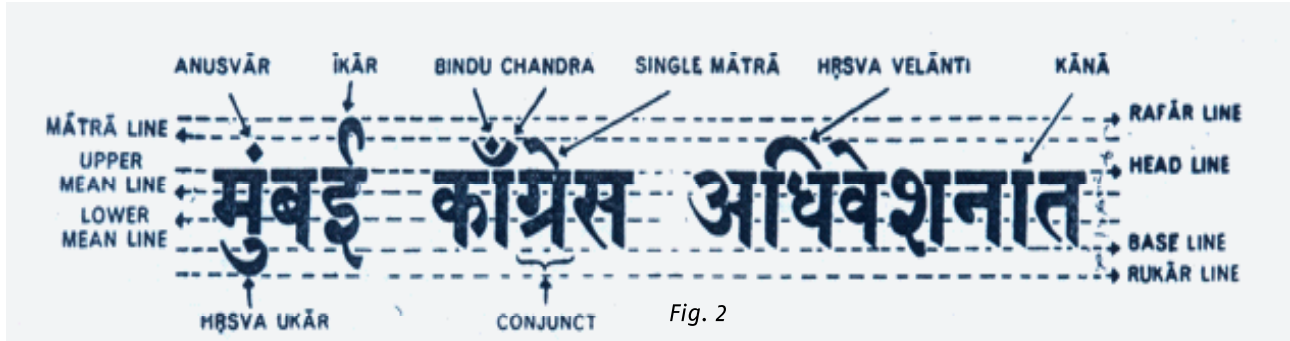 ANUSVĀR ĪKĀR BINDU CHANDRA SINGLE MĀTRĀ HṚSVA VELĀNTI KĀNĀ
MĀTRĀ LINE
UPPER MEAN LINE
LOWER MEAN LINE
मुंबई काँग्रेस अधिवेशनात
RAFĀR LINE
HEAD LINE
BASE LINE
RUKĀR LINE
HṚSVA UKĀR CONJUNCT Fig. 2